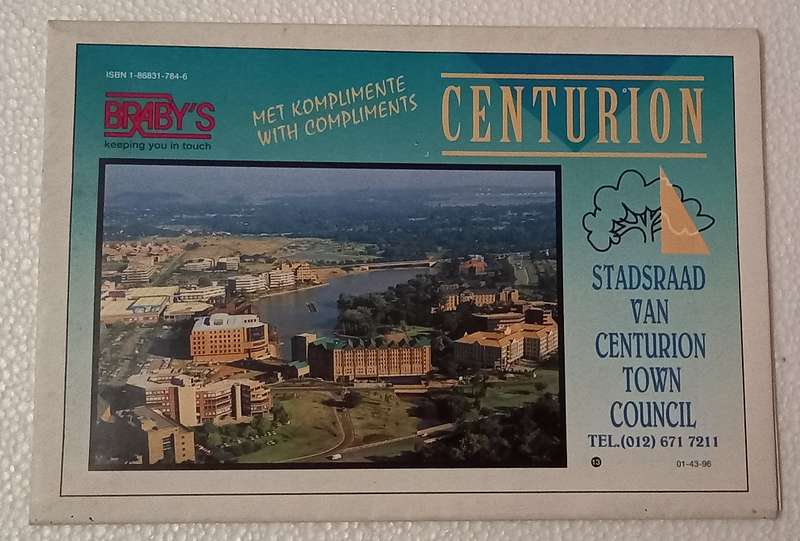 ISBN 1-86831-784-6
BRABY'S
keeping you in touch
MET KOMPLIMENTE
WITH COMPLIMENTS
CENTURION
STADSRAAD
VAN
CENTURION
TOWN
COUNCIL
TEL.(012) 671 7211
13
01-43-96